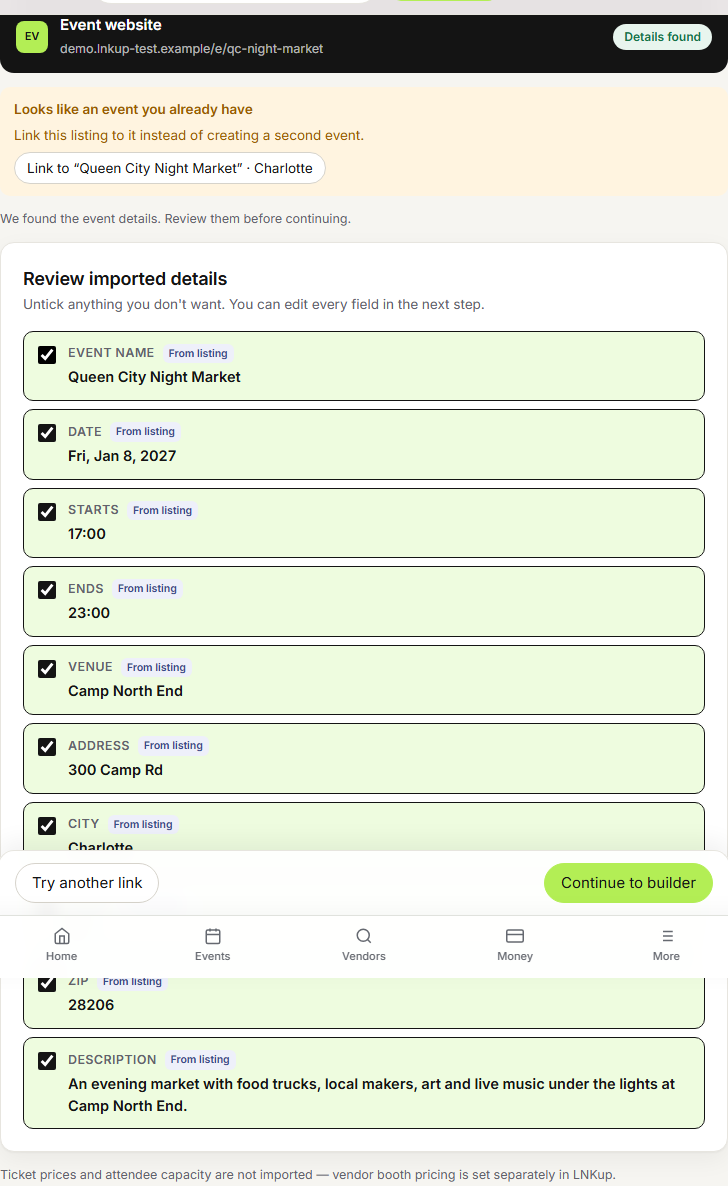 EV
Event website
demo.lnkup-test.example/e/qc-night-market
Details found
Looks like an event you already have
Link this listing to it instead of creating a second event.
Link to “Queen City Night Market” · Charlotte
We found the event details. Review them before continuing.
Review imported details
Untick anything you don't want. You can edit every field in the next step.
EVENT NAME From listing
Queen City Night Market
DATE From listing
Fri, Jan 8, 2027
STARTS From listing
17:00
ENDS From listing
23:00
VENUE From listing
Camp North End
ADDRESS From listing
300 Camp Rd
CITY From listing
Charlotte
Try another link
Continue to builder
Home
Events
Vendors
Money
More
ZIP From listing
28206
DESCRIPTION From listing
An evening market with food trucks, local makers, art and live music under the lights at
Camp North End.
Ticket prices and attendee capacity are not imported — vendor booth pricing is set separately in LNKup.